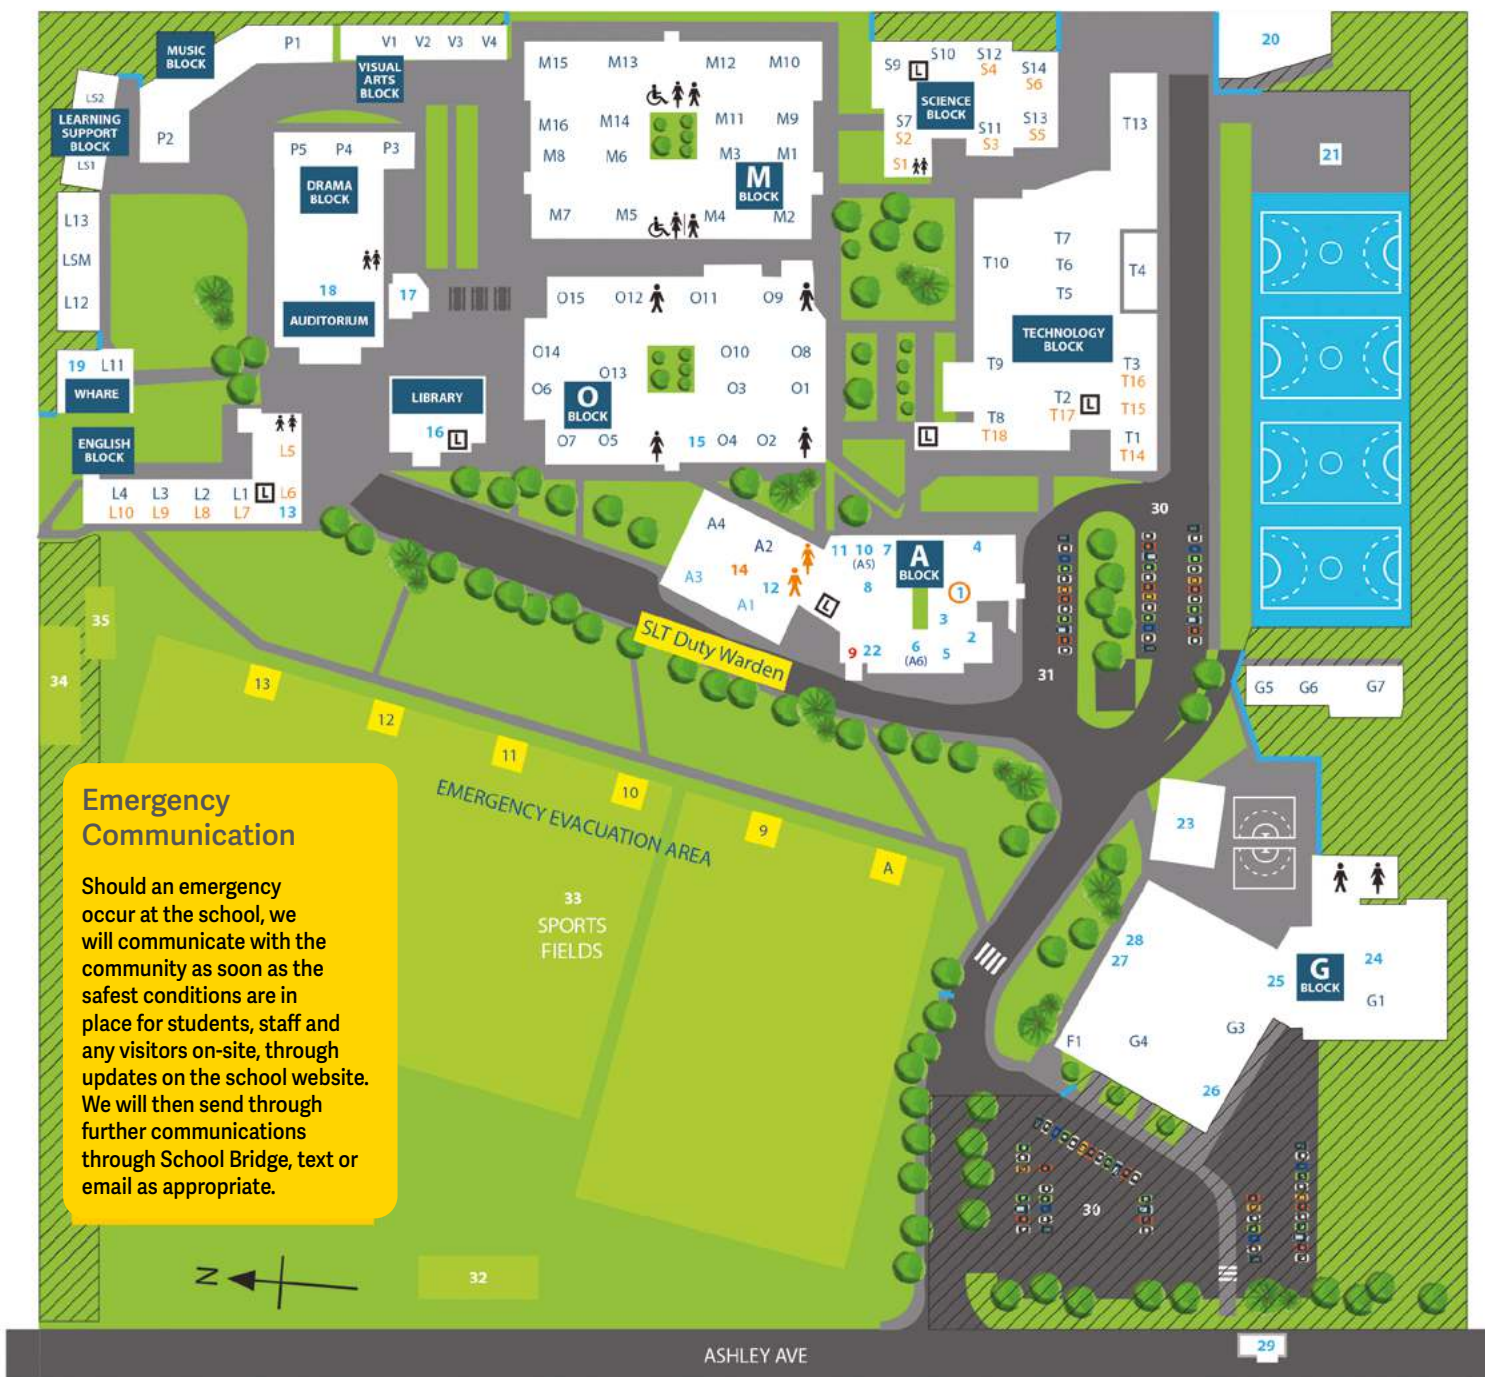 MUSIC
BLOCK
P1
P2
V1 V2 V3 V4
VISUAL
ARTS
BLOCK
LS2
LEARNING
SUPPORT
BLOCK
LS1
P5 P4 P3
DRAMA
BLOCK
18
AUDITORIUM
17
L13
LSM
L12
19 L11
WHARE
ENGLISH
BLOCK
L5
L4 L3 L2 L1 L L6
L10 L9 L8 L7 13
LIBRARY
16 L
M15 M13 M12 M10
M16 M14 M11 M9
M8 M6 M3 M1
M
BLOCK
M7 M5 M4 M2
O15 O12 O11 O9
O14 O10 O8
O13
O6 O3 O1
O
BLOCK
O7 O5 15 O4 O2
S9 L S10 S12 S14
S4 S6
SCIENCE
BLOCK
S7 S11 S13
S2 S3 S5
S1
T13
T7
T10 T6 T4
T5
TECHNOLOGY
BLOCK
T9 T3
T16
T2 L T15
T17
T8 T1
L T18 T14
20
21
A4
A2
A3 14 12
A1
11 10 7
(A5)
A
BLOCK
4
8 1
L
3
2
9 22 6 5
(A6)
SLT Duty Warden
30
31
G5 G6 G7
35
34
13
12
11
10
9
A
EMERGENCY EVACUATION AREA
33
SPORTS
FIELDS
Emergency
Communication
Should an emergency
occur at the school, we
will communicate with the
community as soon as the
safest conditions are in
place for students, staff and
any visitors on-site, through
updates on the school website.
We will then send through
further communications
through School Bridge, text or
email as appropriate.
23
28
27
25
G
BLOCK
24
G1
G3
F1 G4
26
30
N
32
29
ASHLEY AVE